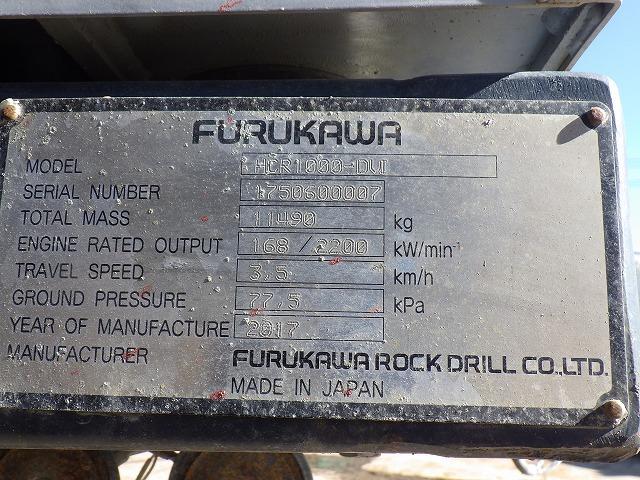 FURUKAWA
MODEL HCR1000-DVI
SERIAL NUMBER 1750600007
TOTAL MASS 11490 kg
ENGINE RATED OUTPUT 168 / 2200 kW/min⁻¹
TRAVEL SPEED 3,5 km/h
GROUND PRESSURE 77,5 kPa
YEAR OF MANUFACTURE 2017
MANUFACTURER FURUKAWA ROCK DRILL CO.,LTD.
MADE IN JAPAN